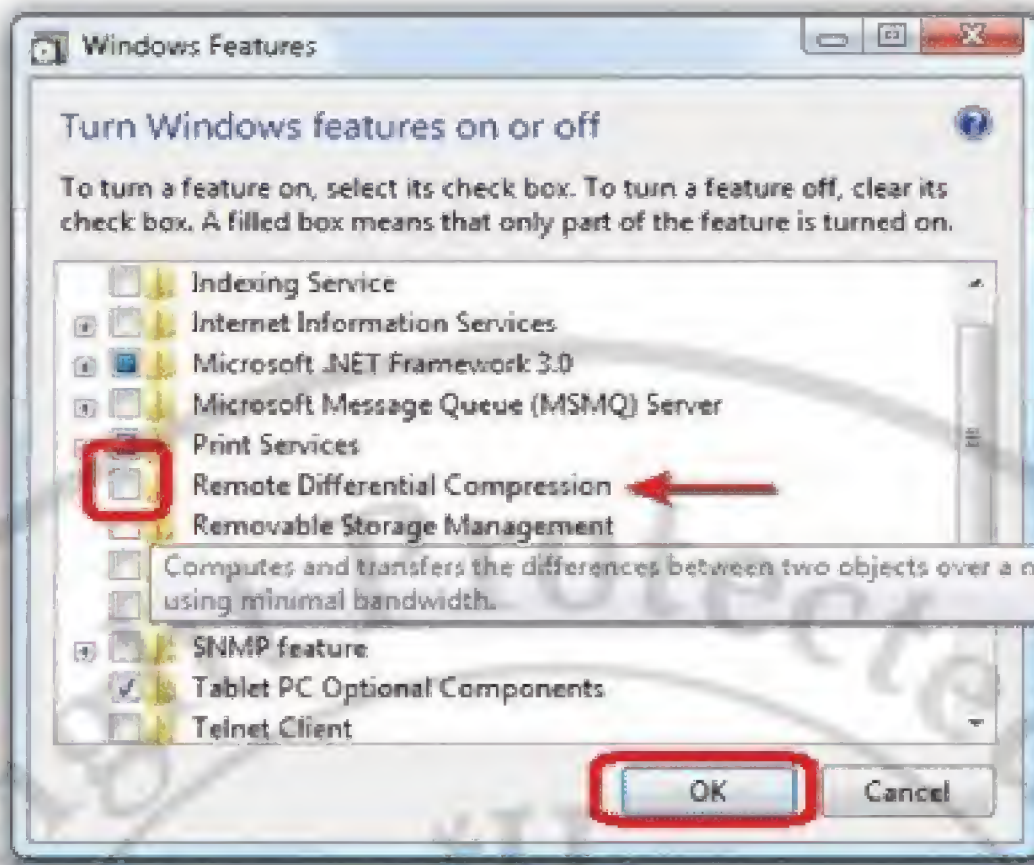 Windows Features
Turn Windows features on or off
To turn a feature on, select its check box. To turn a feature off, clear its
check box. A filled box means that only part of the feature is turned on.
Indexing Service
Internet Information Services
Microsoft .NET Framework 3.0
Microsoft Message Queue (MSMQ) Server
Print Services
Remote Differential Compression
Removable Storage Management
Computes and transfers the differences between two objects over a n
using minimal bandwidth.
SNMP feature
Tablet PC Optional Components
Telnet Client
OK
Cancel